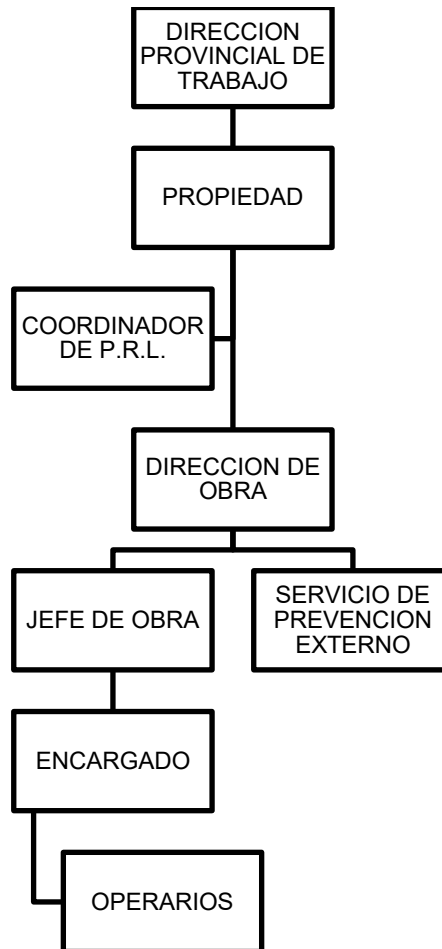 DIRECCION
PROVINCIAL DE
TRABAJO
PROPIEDAD
COORDINADOR
DE P.R.L.
DIRECCION DE
OBRA
JEFE DE OBRA
SERVICIO DE
PREVENCION
EXTERNO
ENCARGADO
OPERARIOS